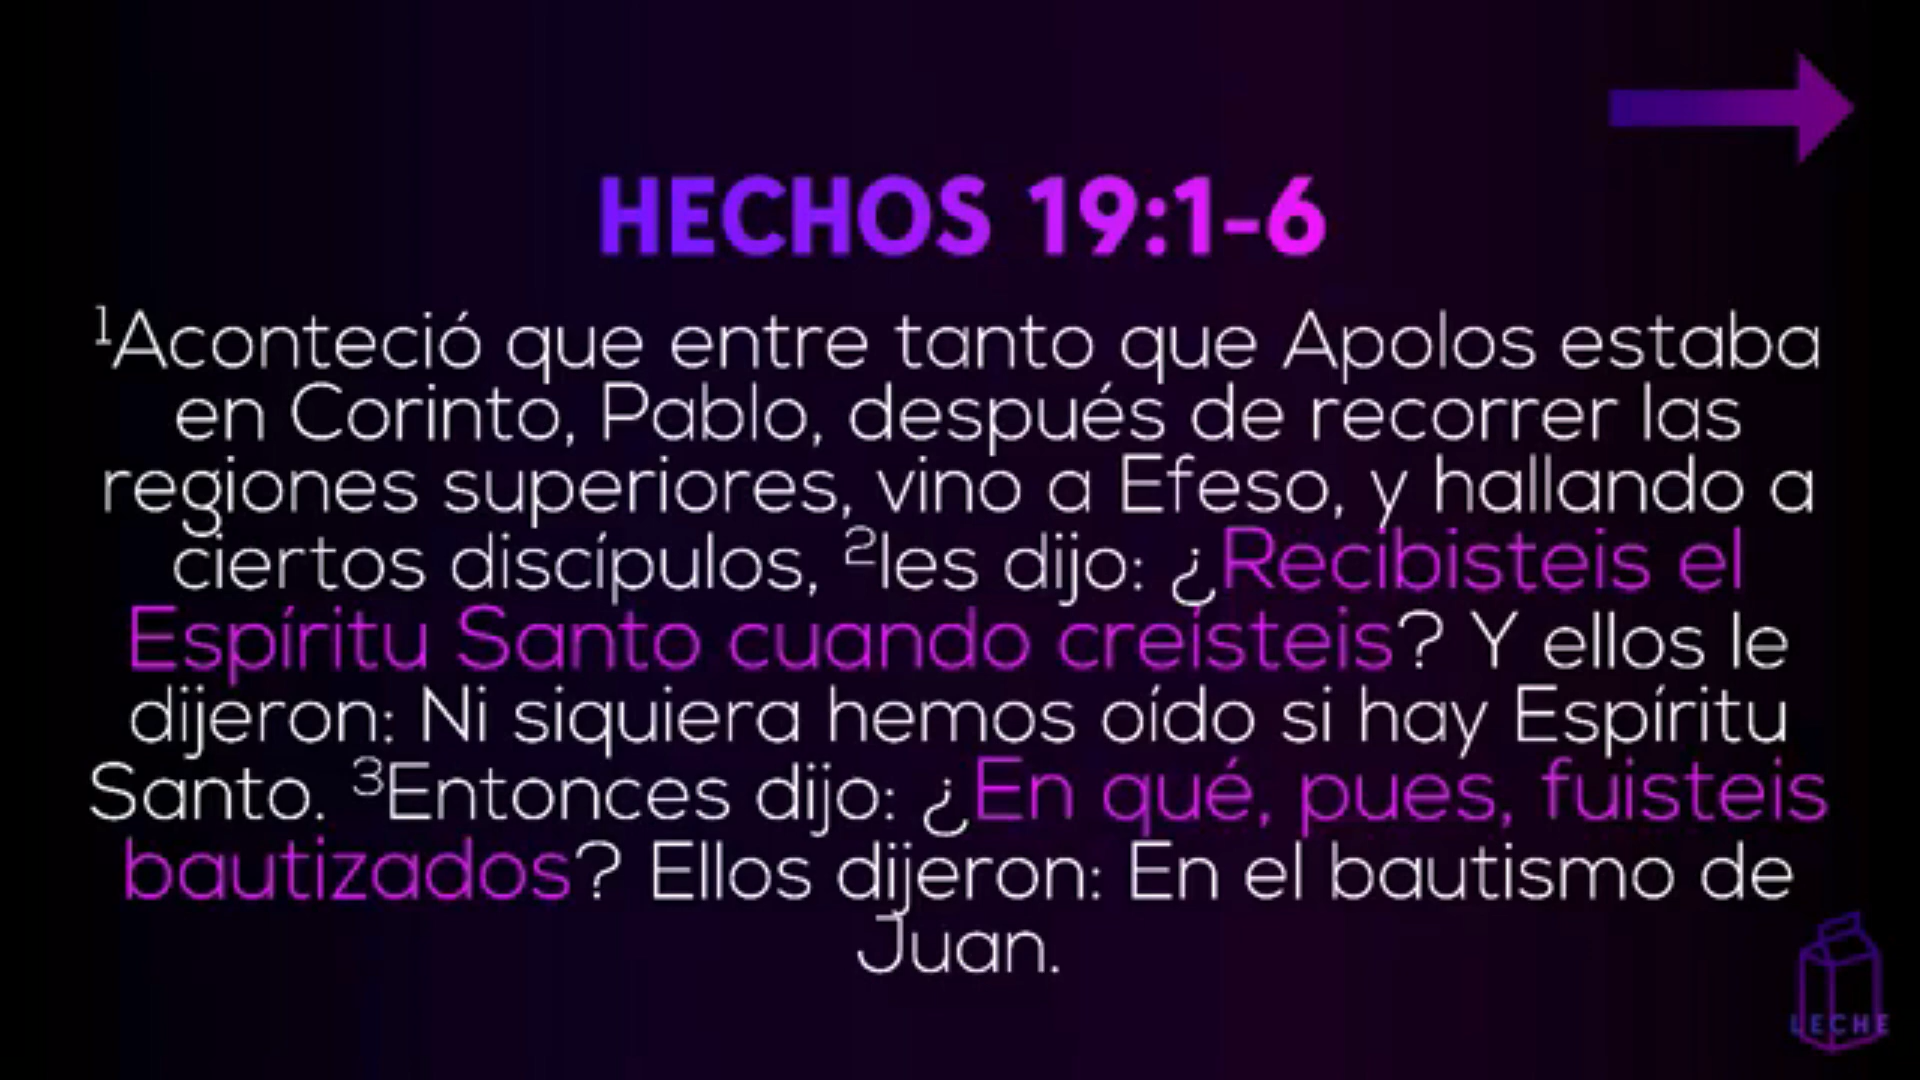 HECHOS 19:1-6
¹Aconteció que entre tanto que Apolos estaba
en Corinto, Pablo, después de recorrer las
regiones superiores, vino a Efeso, y hallando a
ciertos discípulos, ²les dijo: ¿Recibisteis el
Espíritu Santo cuando creísteis? Y ellos le
dijeron: Ni siquiera hemos oído si hay Espíritu
Santo. ³Entonces dijo: ¿En qué, pues, fuisteis
bautizados? Ellos dijeron: En el bautismo de
Juan.
LECHE